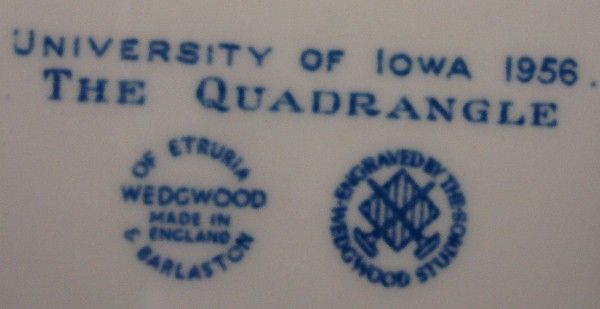 UNIVERSITY OF IOWA 1956.
THE QUADRANGLE
OF ETRURIA
WEDGWOOD
MADE IN
ENGLAND
& BARLASTON
ENGRAVED BY THE
WEDGWOOD STUDIOS